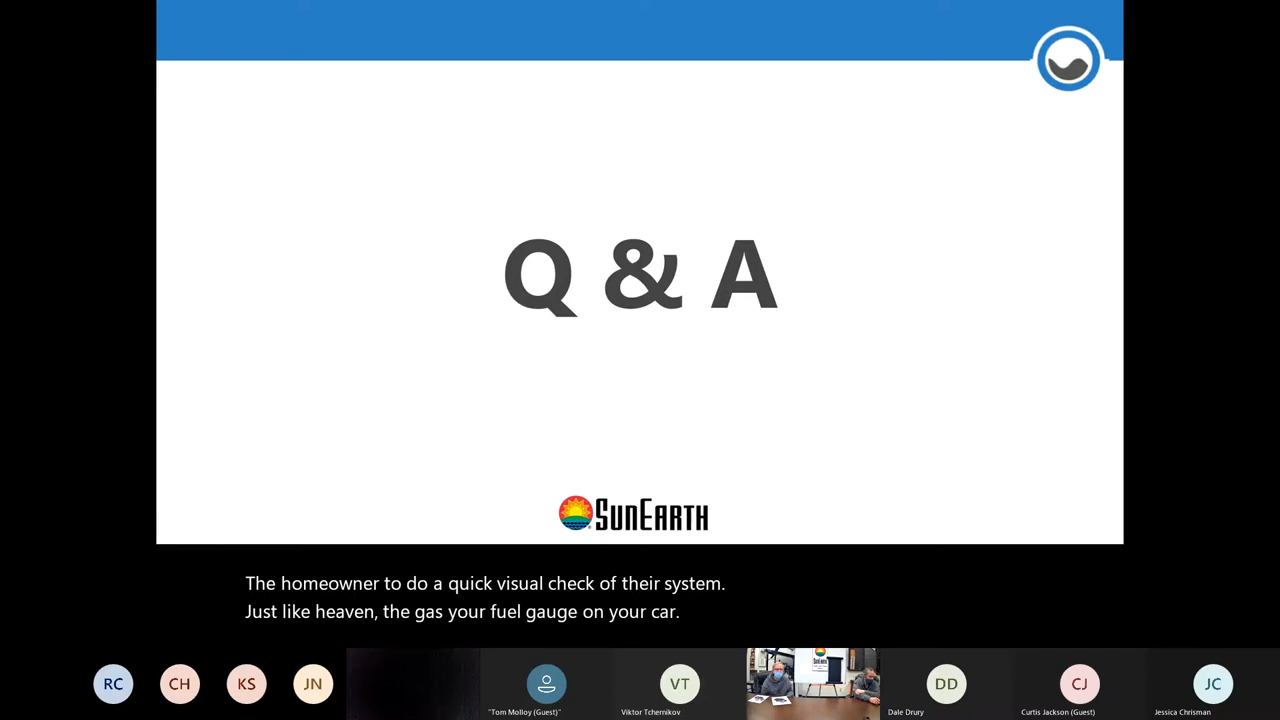 Q & A
SunEarth
The homeowner to do a quick visual check of their system.
Just like heaven, the gas your fuel gauge on your car.
RC
CH
KS
JN
VT
DD
CJ
JC
"Tom Molloy (Guest)"
Viktor Tchernikov
Dale Drury
Curtis Jackson (Guest)
Jessica Chrisman